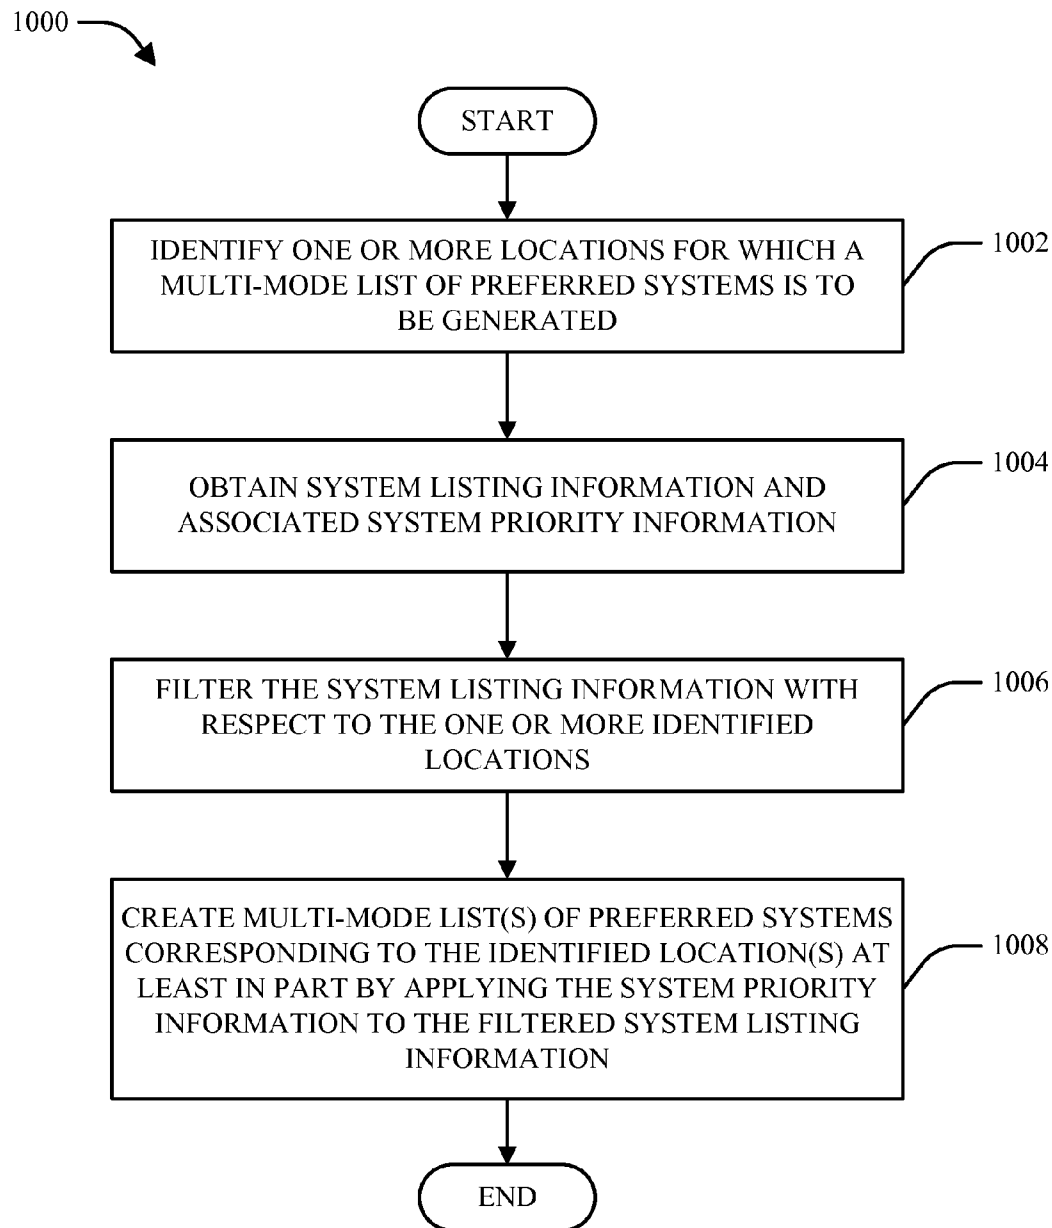 1000
START
IDENTIFY ONE OR MORE LOCATIONS FOR WHICH A
MULTI-MODE LIST OF PREFERRED SYSTEMS IS TO
BE GENERATED
1002
OBTAIN SYSTEM LISTING INFORMATION AND
ASSOCIATED SYSTEM PRIORITY INFORMATION
1004
FILTER THE SYSTEM LISTING INFORMATION WITH
RESPECT TO THE ONE OR MORE IDENTIFIED
LOCATIONS
1006
CREATE MULTI-MODE LIST(S) OF PREFERRED SYSTEMS
CORRESPONDING TO THE IDENTIFIED LOCATION(S) AT
LEAST IN PART BY APPLYING THE SYSTEM PRIORITY
INFORMATION TO THE FILTERED SYSTEM LISTING
INFORMATION
1008
END